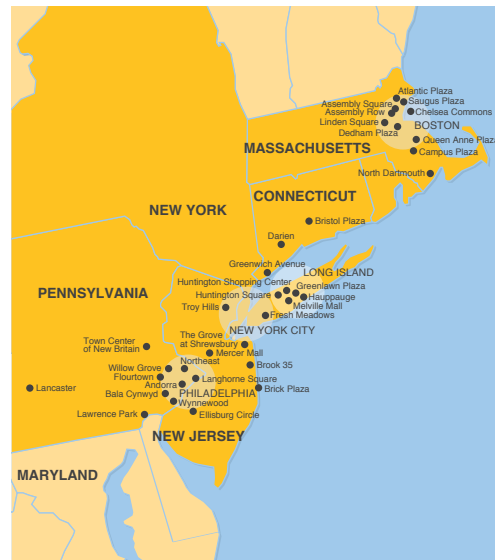 Atlantic Plaza
Assembly Square
Saugus Plaza
Assembly Row
Chelsea Commons
Linden Square
BOSTON
Dedham Plaza
Queen Anne Plaza
MASSACHUSETTS
Campus Plaza
North Dartmouth
CONNECTICUT
NEW YORK
Bristol Plaza
Darien
Greenwich Avenue
LONG ISLAND
Huntington Shopping Center
Greenlawn Plaza
PENNSYLVANIA
Huntington Square
Hauppauge
Melville Mall
Troy Hills
Fresh Meadows
NEW YORK CITY
The Grove
at Shrewsbury
Town Center
of New Britain
Mercer Mall
Willow Grove
Northeast
Brook 35
Flourtown
Langhorne Square
Andorra
Lancaster
Brick Plaza
Bala Cynwyd
PHILADELPHIA
Wynnewood
Lawrence Park
Ellisburg Circle
NEW JERSEY
MARYLAND